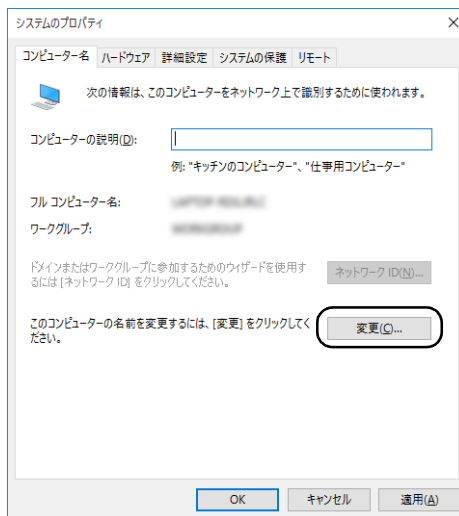 システムのプロパティ
コンピューター名 ハードウェア 詳細設定 システムの保護 リモート
次の情報は、このコンピューターをネットワーク上で識別するために使われます。
コンピューターの説明(D):
例: "キッチンのコンピューター"、"仕事用コンピューター"
フル コンピューター名:
ワークグループ:
ドメインまたはワークグループに参加するためのウィザードを使用す
るには [ネットワーク ID] をクリックしてください。
ネットワーク ID(N)...
このコンピューターの名前を変更するには、[変更] をクリックしてく
ださい。
変更(C)...
OK キャンセル 適用(A)